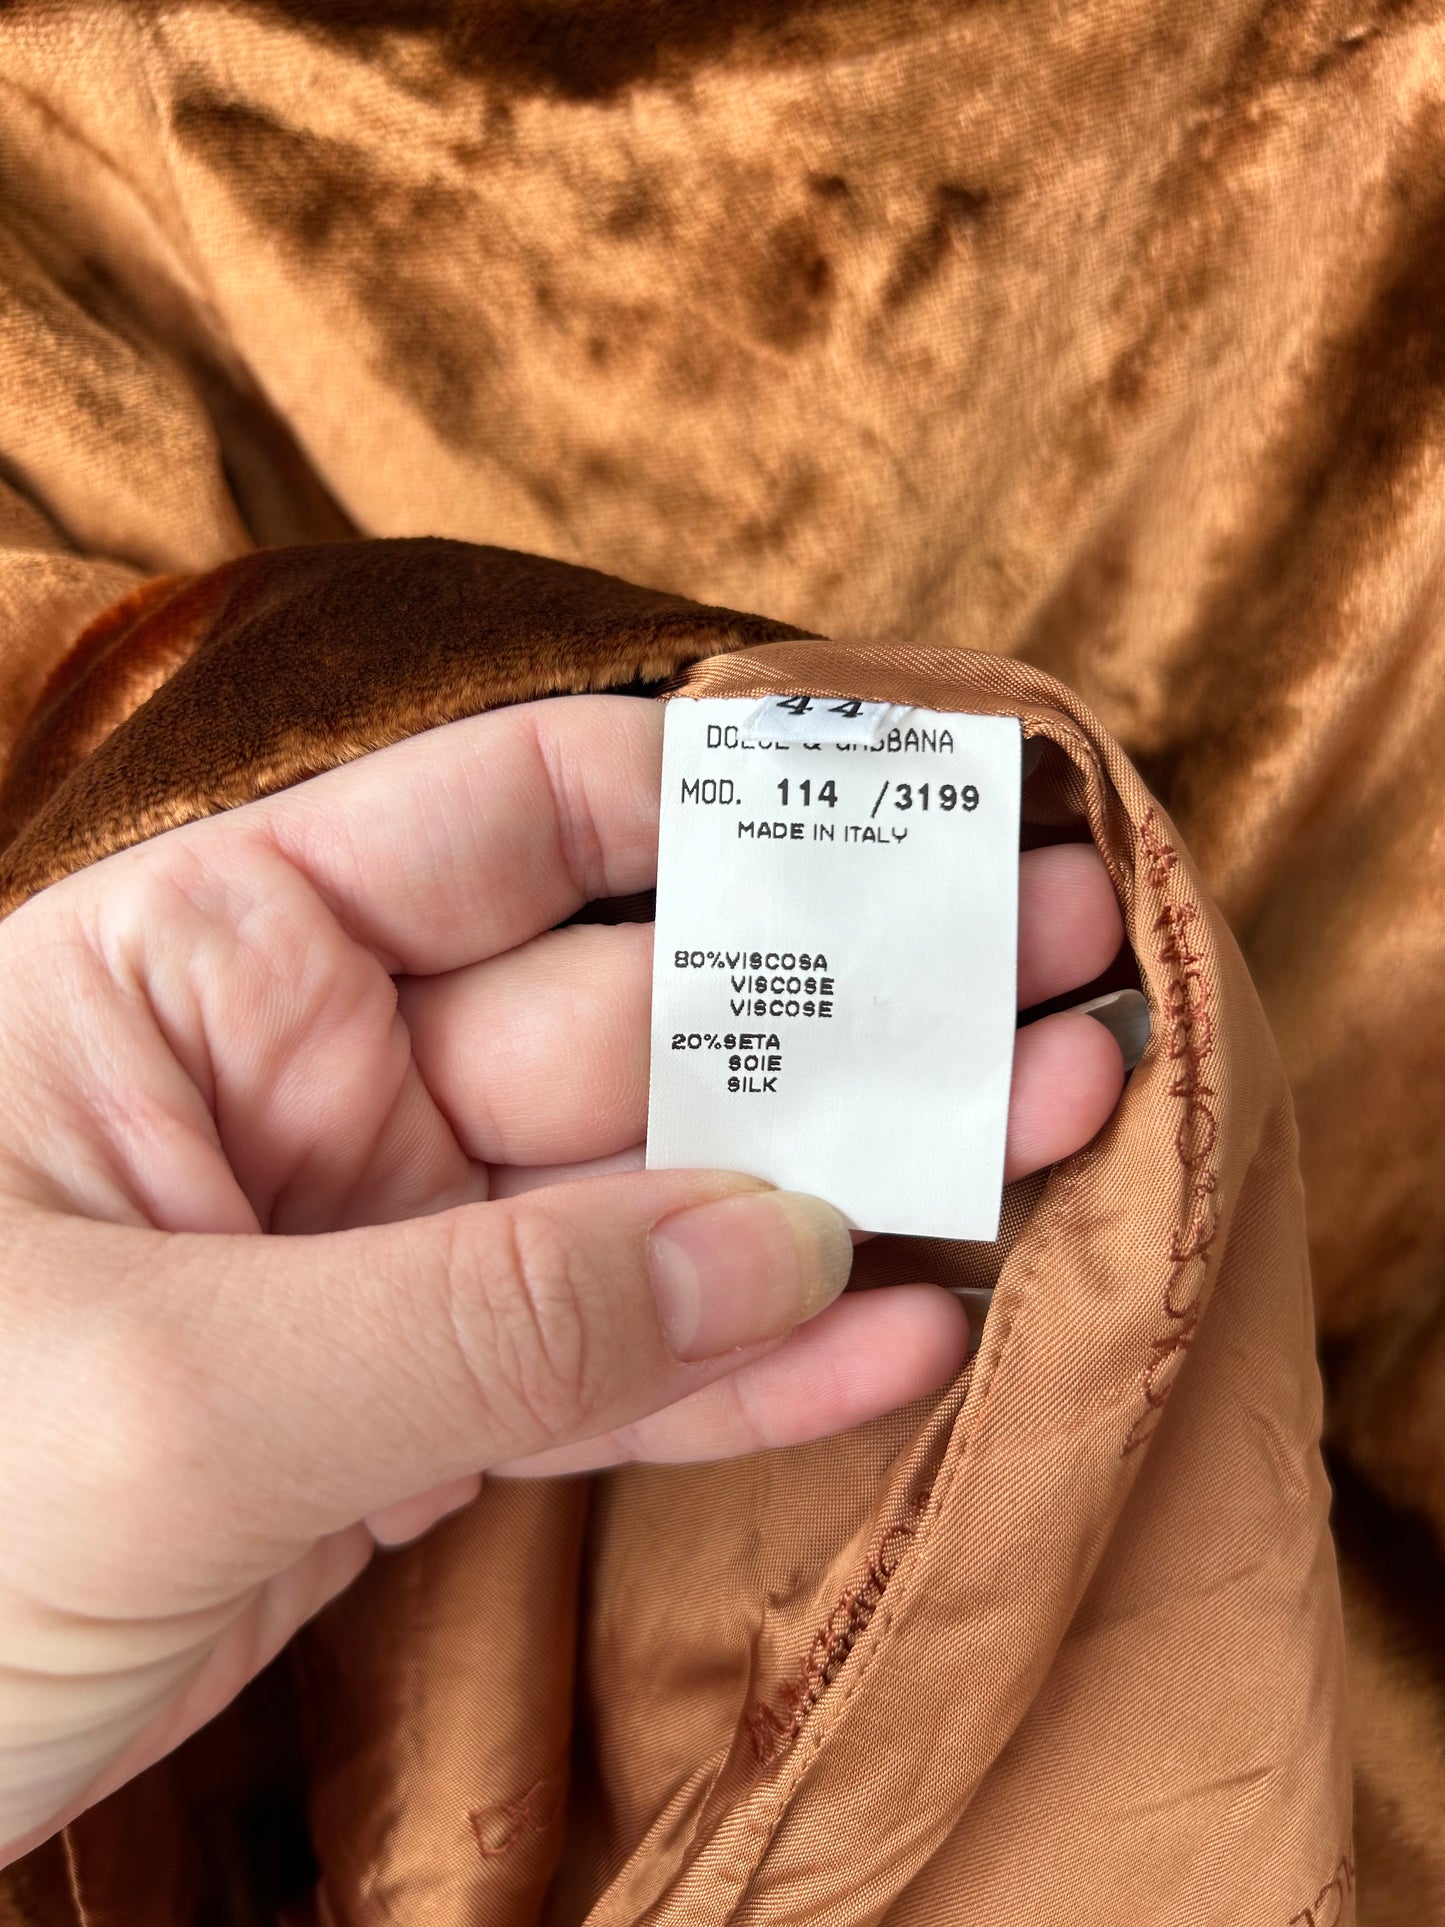 44
DOLCE & GABBANA
MOD. 114 /3199
MADE IN ITALY
80%VISCOSA
VISCOSE
VISCOSE
20%SETA
SOIE
SILK